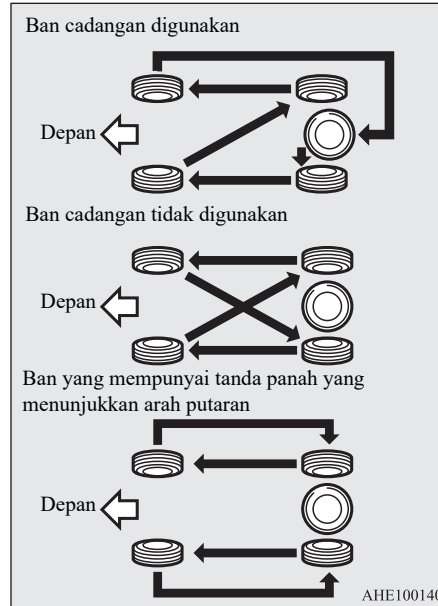 Ban cadangan digunakan
Depan
Ban cadangan tidak digunakan
Depan
Ban yang mempunyai tanda panah yang
menunjukkan arah putaran
Depan
AHE100140